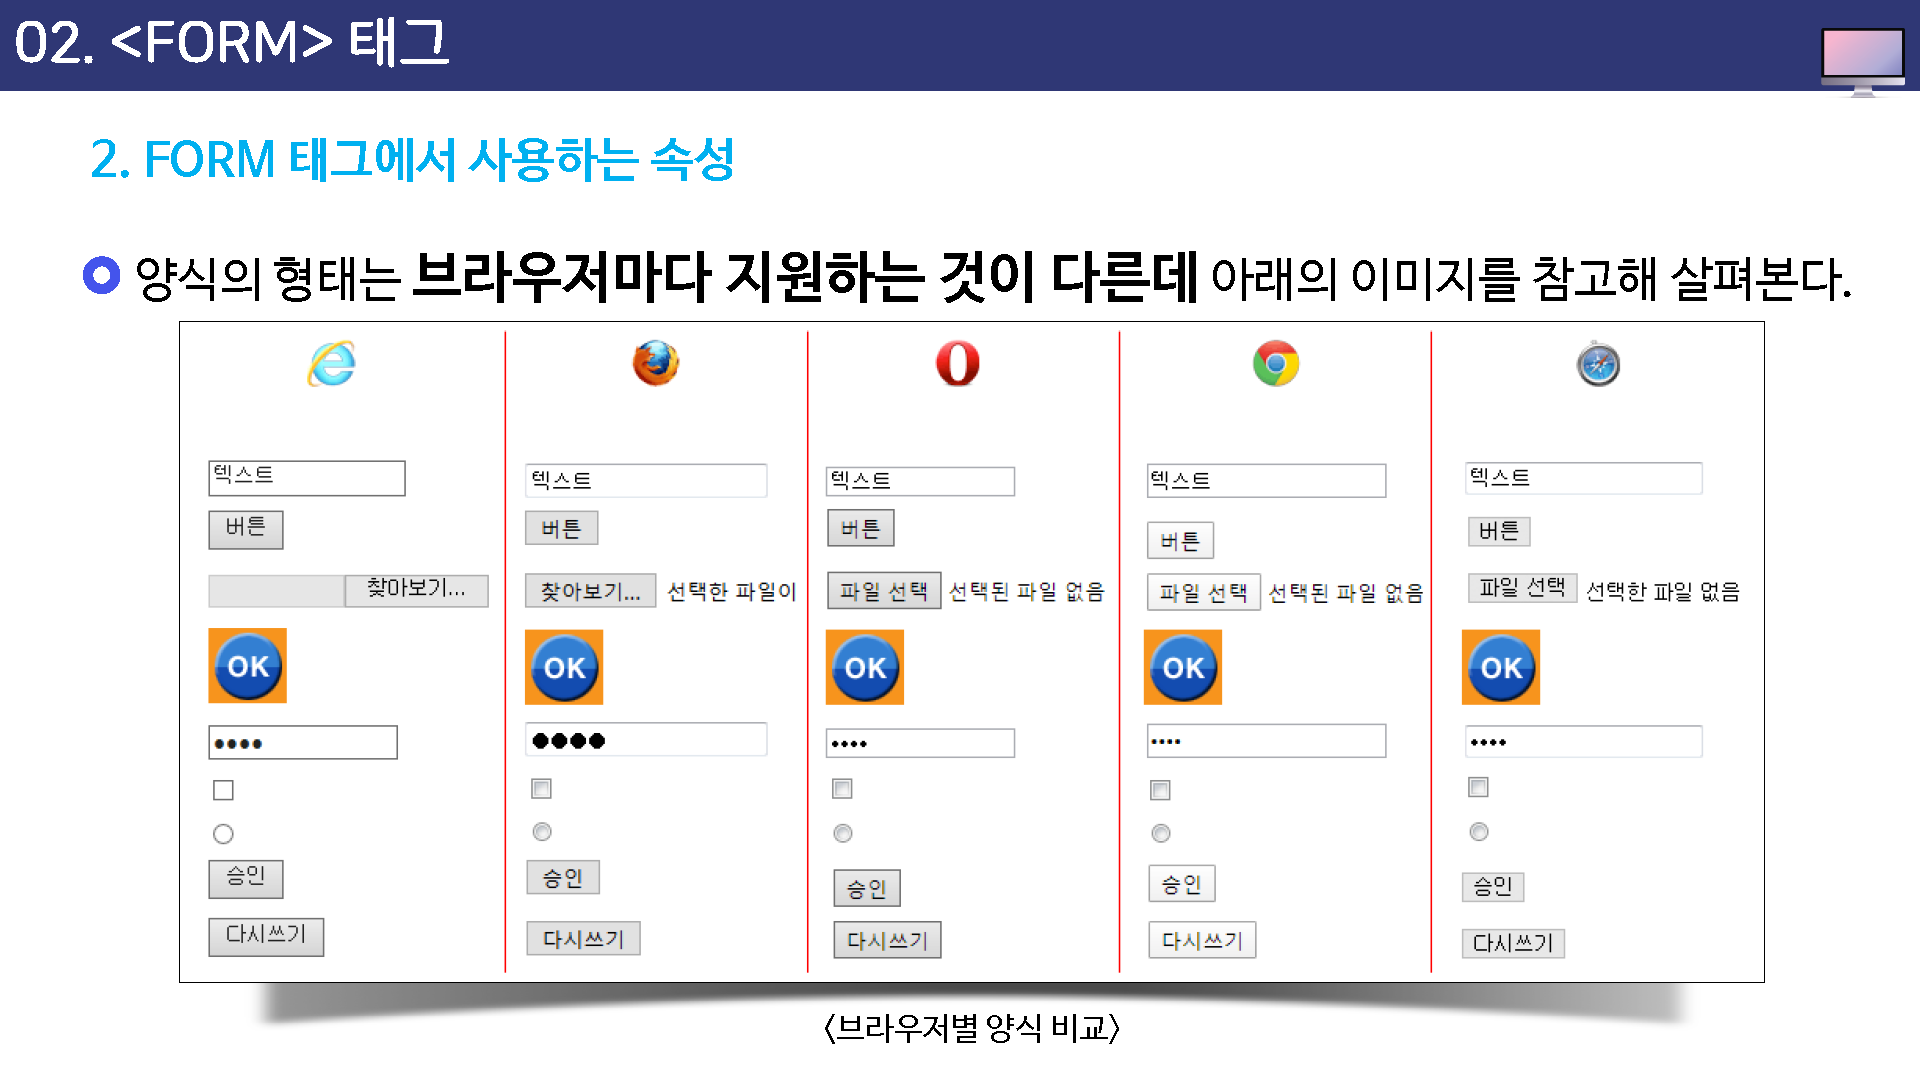 02. <FORM> 태그
2. FORM 태그에서 사용하는 속성
양식의 형태는 브라우저마다 지원하는 것이 다른데 아래의 이미지를 참고해 살펴본다.
텍스트 텍스트 텍스트 텍스트 텍스트
버튼 버튼 버튼 버튼 버튼
찾아보기... 찾아보기... 선택한 파일이 파일 선택 선택된 파일 없음 파일 선택 선택된 파일 없음 파일 선택 선택한 파일 없음
OK OK OK OK OK
승인 승인 승인 승인 승인
다시쓰기 다시쓰기 다시쓰기 다시쓰기 다시쓰기
<브라우저별 양식 비교>